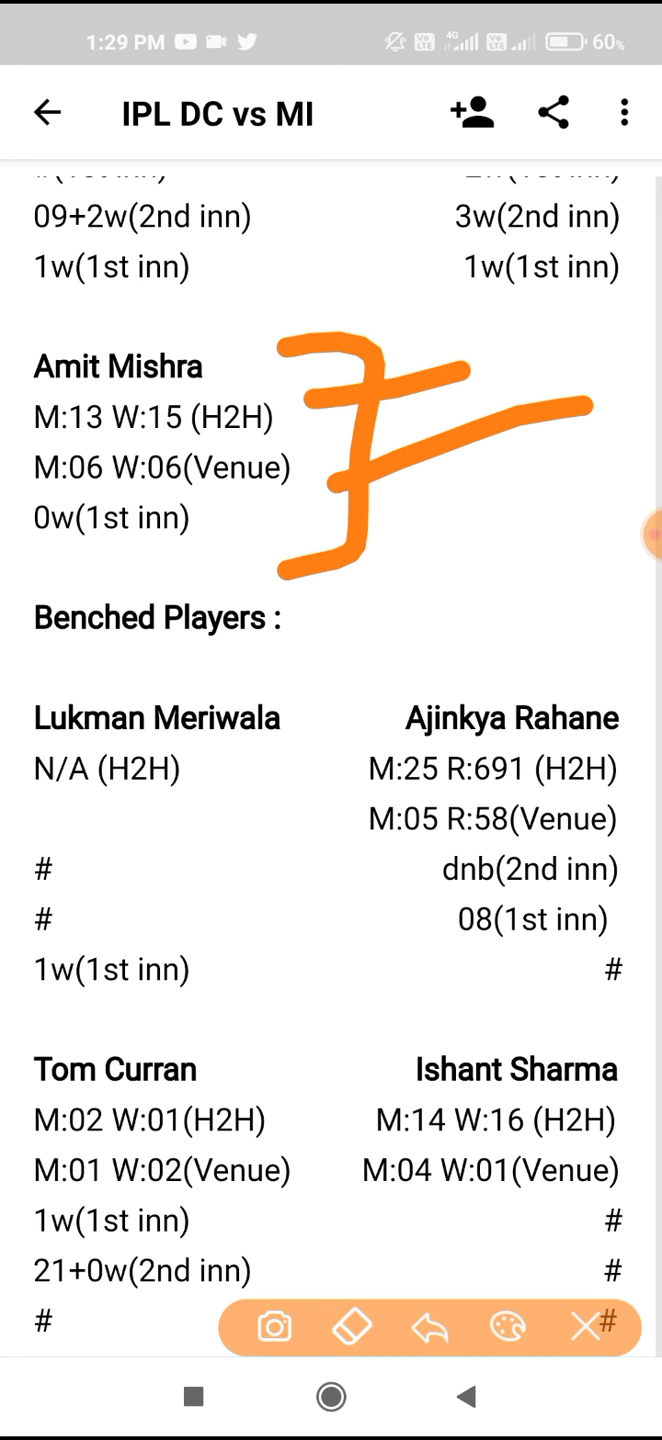 1:29 PM 4G 60%
IPL DC vs MI
09+2w(2nd inn) 3w(2nd inn)
1w(1st inn) 1w(1st inn)
Amit Mishra
M:13 W:15 (H2H)
M:06 W:06(Venue)
0w(1st inn)
Benched Players :
Lukman Meriwala Ajinkya Rahane
N/A (H2H) M:25 R:691 (H2H)
M:05 R:58(Venue)
# dnb(2nd inn)
# 08(1st inn)
1w(1st inn) #
Tom Curran Ishant Sharma
M:02 W:01(H2H) M:14 W:16 (H2H)
M:01 W:02(Venue) M:04 W:01(Venue)
1w(1st inn) #
21+0w(2nd inn) #
# #